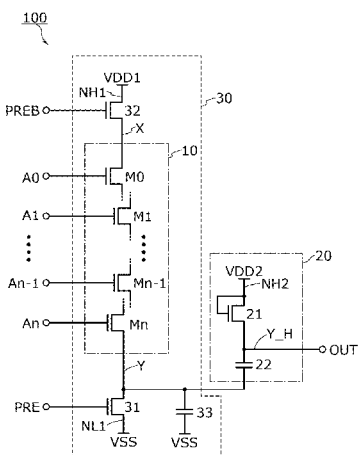 100
VDD1
NH1
30
PREB
32
X
10
A0
M0
A1
M1
An-1
Mn-1
20
VDD2
NH2
An
Mn
21
Y_H
OUT
Y
22
PRE
31
33
NL1
VSS
VSS